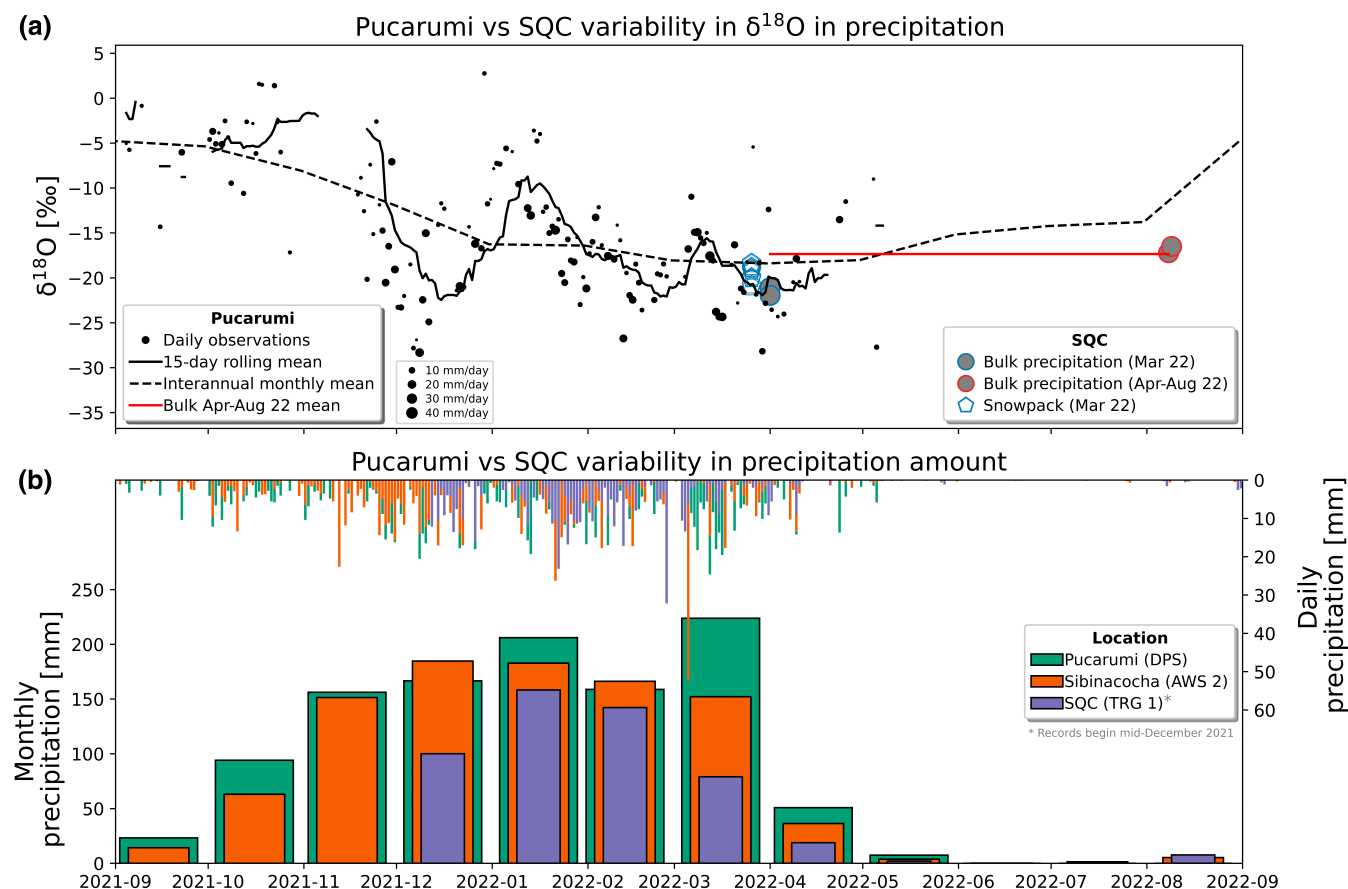 (a)
Pucarumi vs SQC variability in δ¹⁸O in precipitation
5
0
−5
−10
−15
−20
−25
−30
−35
δ¹⁸O [‰]
Pucarumi
Daily observations
15-day rolling mean
Interannual monthly mean
Bulk Apr-Aug 22 mean
10 mm/day
20 mm/day
30 mm/day
40 mm/day
SQC
Bulk precipitation (Mar 22)
Bulk precipitation (Apr-Aug 22)
Snowpack (Mar 22)
(b)
Pucarumi vs SQC variability in precipitation amount
250
200
150
100
50
0
Monthly
precipitation [mm]
0
10
20
30
40
50
60
Daily
precipitation [mm]
Location
Pucarumi (DPS)
Sibinacocha (AWS 2)
SQC (TRG 1)*
* Records begin mid-December 2021
2021-09 2021-10 2021-11 2021-12 2022-01 2022-02 2022-03 2022-04 2022-05 2022-06 2022-07 2022-08 2022-09